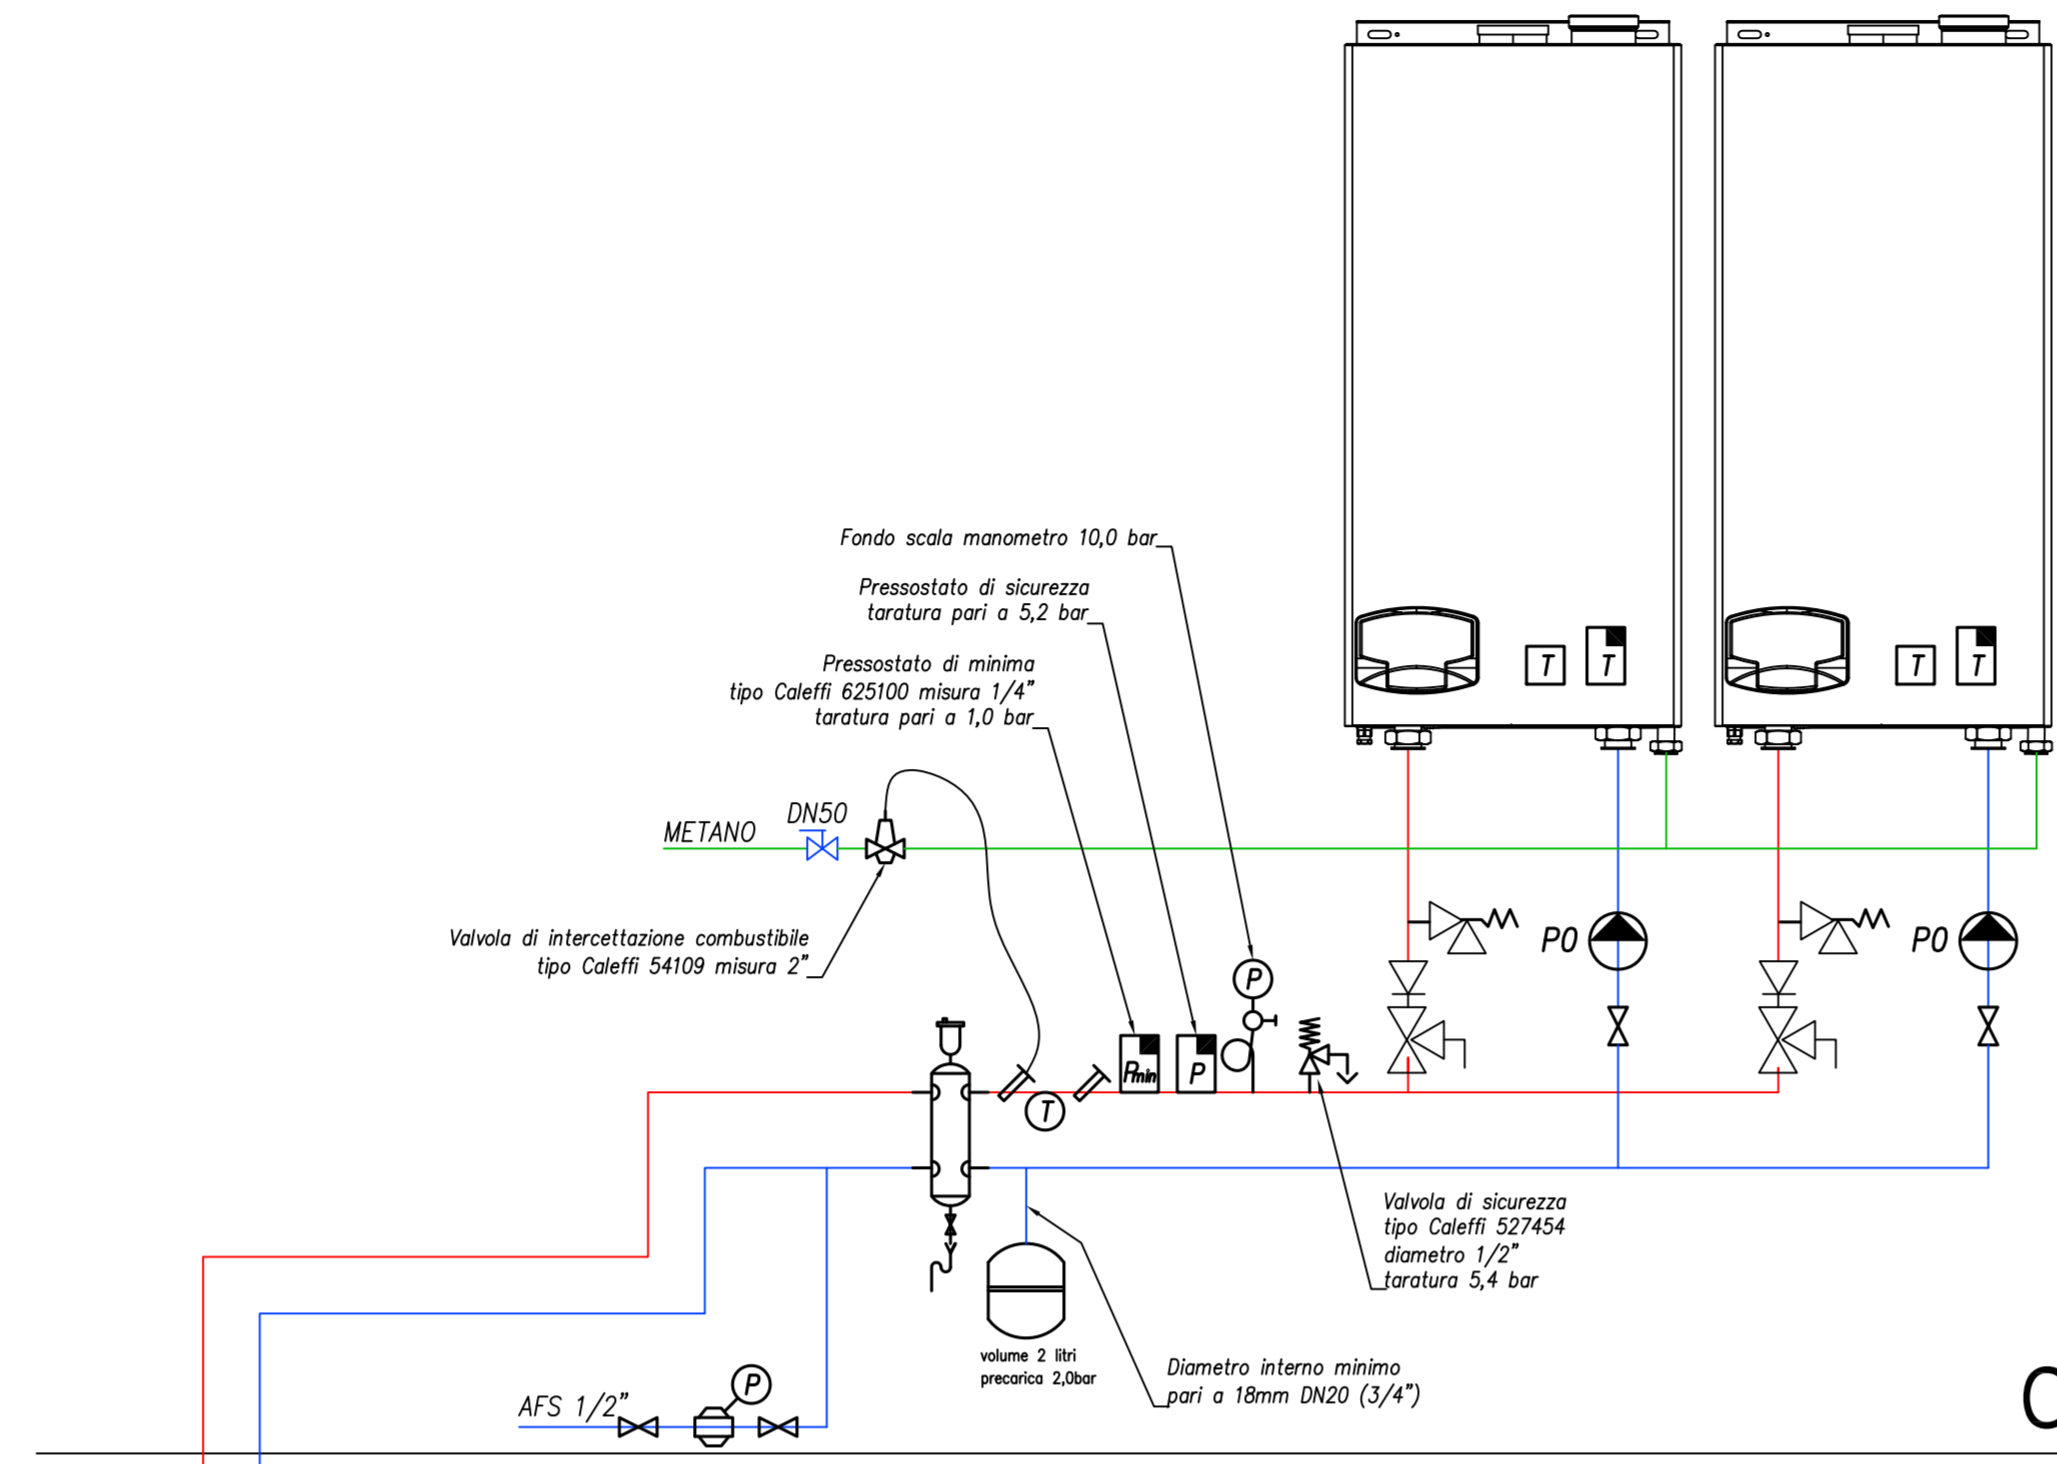 Fondo scala manometro 10,0 bar
Pressostato di sicurezza
taratura pari a 5,2 bar
Pressostato di minima
tipo Caleffi 625100 misura 1/4"
taratura pari a 1,0 bar
T
T
T
T
METANO
DN50
Valvola di intercettazione combustibile
tipo Caleffi 54109 misura 2"
P0
P0
P
Pmin
P
T
Valvola di sicurezza
tipo Caleffi 527454
diametro 1/2"
taratura 5,4 bar
volume 2 litri
precarica 2,0bar
Diametro interno minimo
pari a 18mm DN20 (3/4")
AFS 1/2"
P